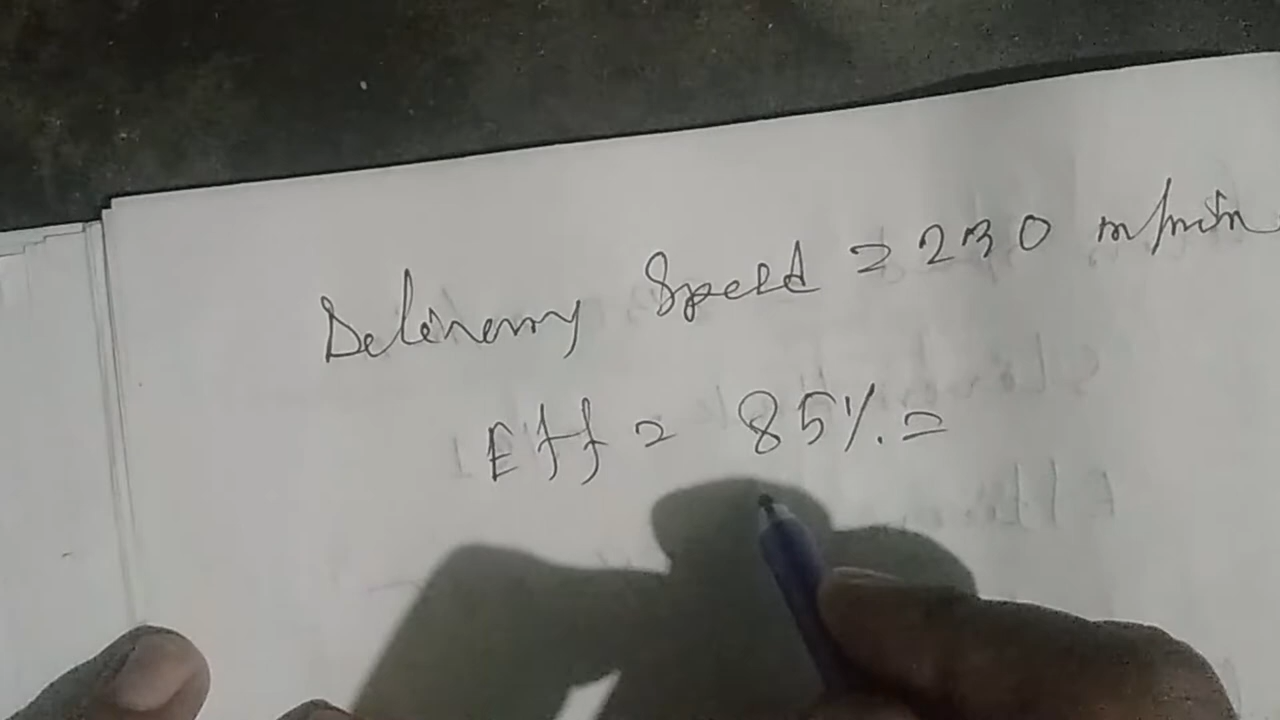 Delivery Speed = 230 m/min
Eff = 85% =